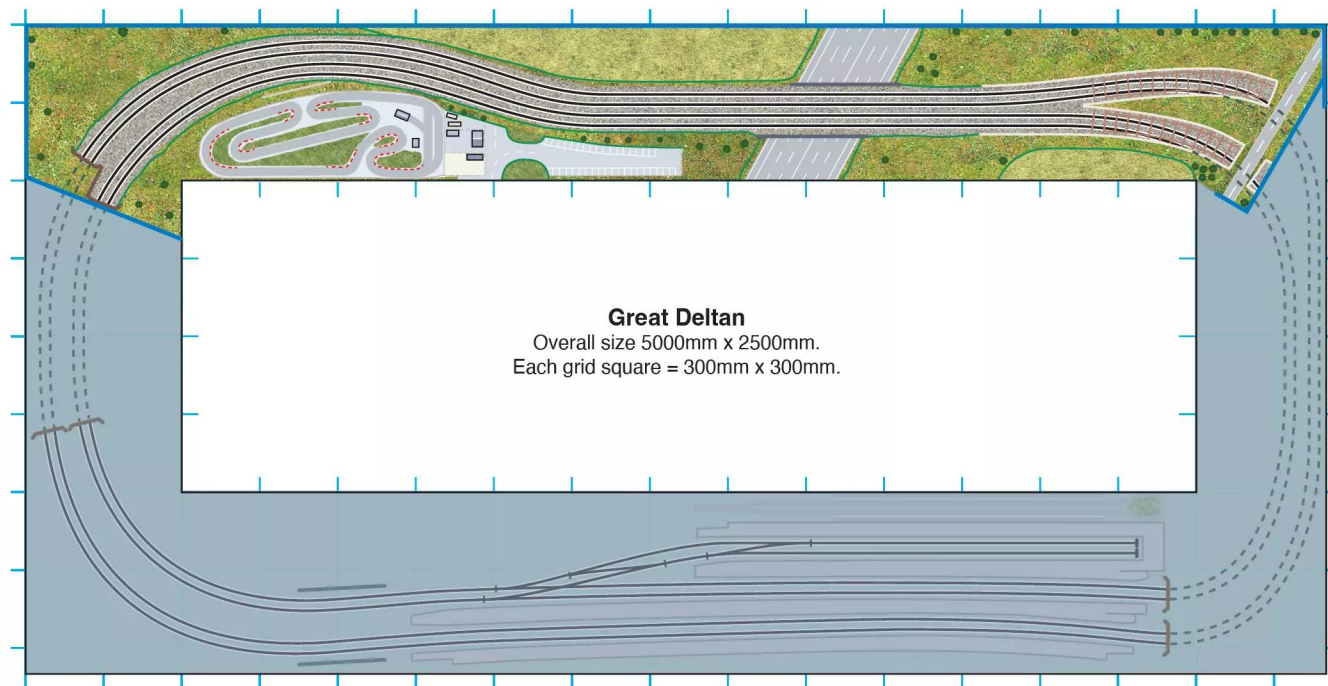 Great Deltan
Overall size 5000mm x 2500mm.
Each grid square = 300mm x 300mm.